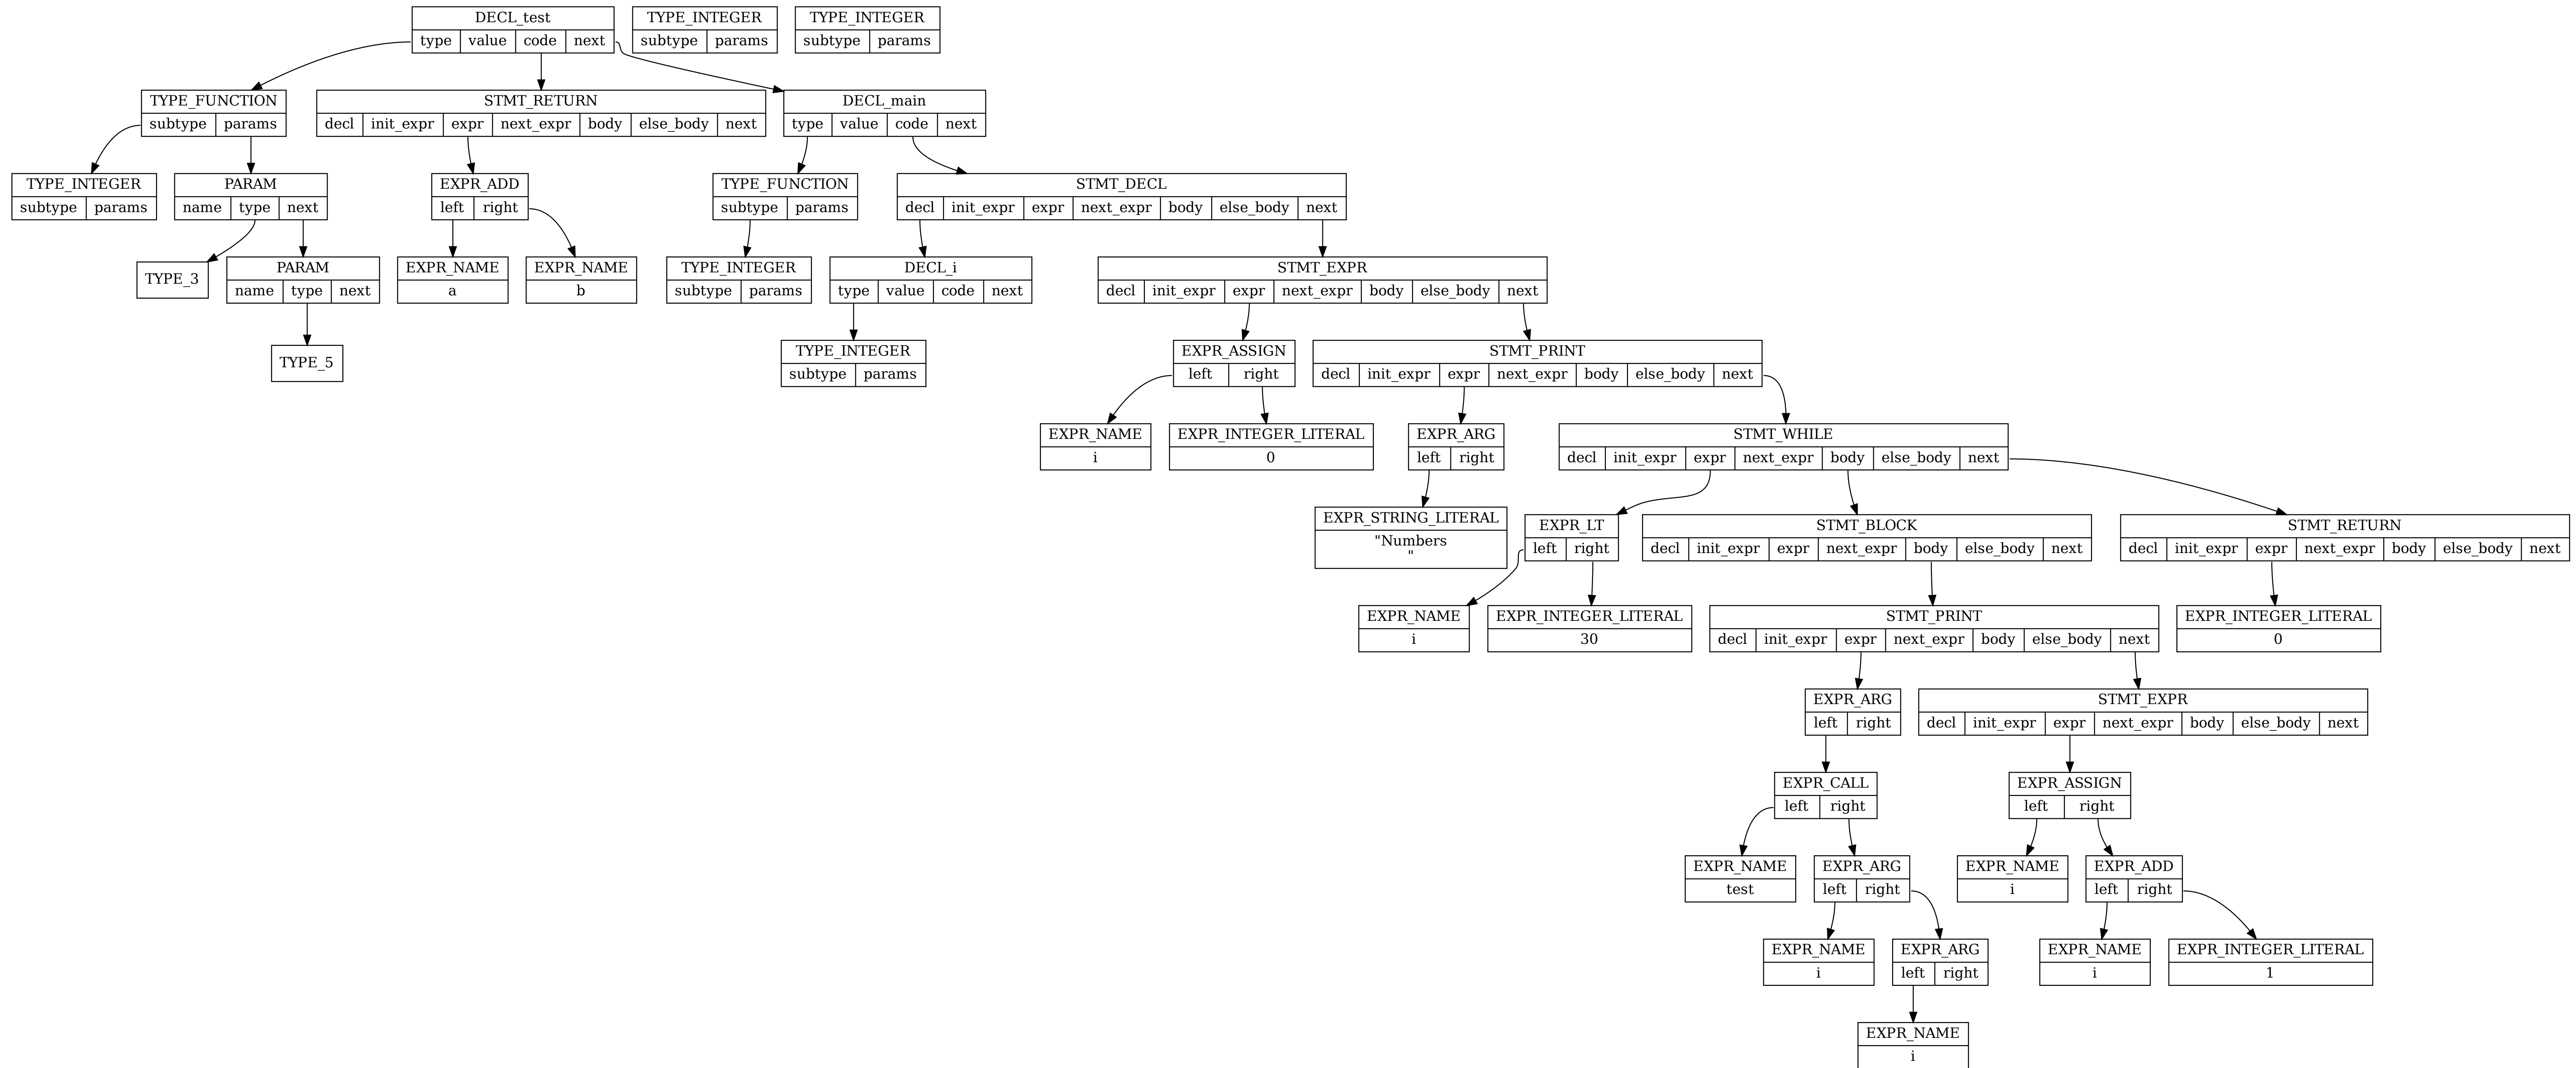 DECL_test TYPE_INTEGER TYPE_INTEGER
type value code next subtype params subtype params
TYPE_FUNCTION STMT_RETURN DECL_main
subtype params decl init_expr expr next_expr body else_body next type value code next
TYPE_INTEGER PARAM EXPR_ADD TYPE_FUNCTION STMT_DECL
subtype params name type next left right subtype params decl init_expr expr next_expr body else_body next
TYPE_3 PARAM EXPR_NAME EXPR_NAME TYPE_INTEGER DECL_i STMT_EXPR
name type next a b subtype params type value code next decl init_expr expr next_expr body else_body next
TYPE_5 TYPE_INTEGER EXPR_ASSIGN STMT_PRINT
subtype params left right decl init_expr expr next_expr body else_body next
EXPR_NAME EXPR_INTEGER_LITERAL EXPR_ARG STMT_WHILE
i 0 left right decl init_expr expr next_expr body else_body next
EXPR_STRING_LITERAL EXPR_LT STMT_BLOCK STMT_RETURN
"Numbers left right decl init_expr expr next_expr body else_body next decl init_expr expr next_expr body else_body next
"
EXPR_NAME EXPR_INTEGER_LITERAL STMT_PRINT EXPR_INTEGER_LITERAL
i 30 decl init_expr expr next_expr body else_body next 0
EXPR_ARG STMT_EXPR
left right decl init_expr expr next_expr body else_body next
EXPR_CALL EXPR_ASSIGN
left right left right
EXPR_NAME EXPR_ARG EXPR_NAME EXPR_ADD
test left right i left right
EXPR_NAME EXPR_ARG EXPR_NAME EXPR_INTEGER_LITERAL
i left right i 1
EXPR_NAME
i